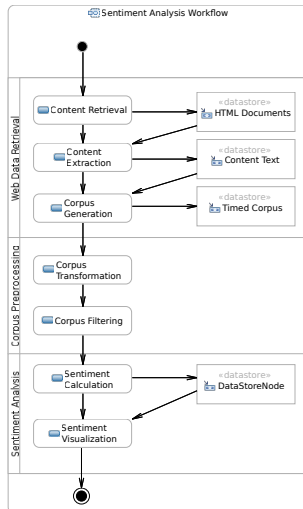 Sentiment Analysis Workflow
Web Data Retrieval
Content Retrieval
«datastore»
HTML Documents
Content
Extraction
«datastore»
Content Text
Corpus
Generation
«datastore»
Timed Corpus
Corpus Preprocessing
Corpus
Transformation
Corpus Filtering
Sentiment Analysis
Sentiment
Calculation
«datastore»
DataStoreNode
Sentiment
Visualization